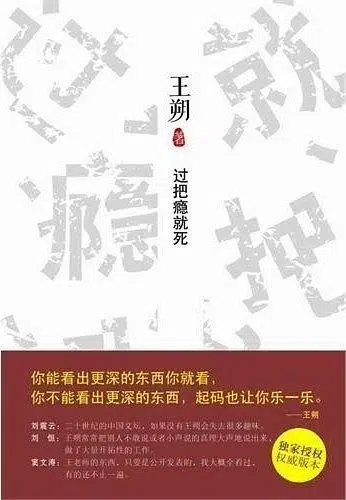 就
把
瘾
王朔
著
过把瘾就死
你能看出更深的东西你就看，
你不能看出更深的东西，起码也让你乐一乐。
——王朔
刘震云：二十世纪的中国文坛，如果没有王朔会失去很多趣味。
刘 恒：王朔常常把别人不敢说或者小声说的真理大声地说出来，
做了大量开拓性的工作。
窦文涛：王老师的东西，只要是公开发表的，我大概全看过，
有的还不止一遍。
独家授权
权威版本